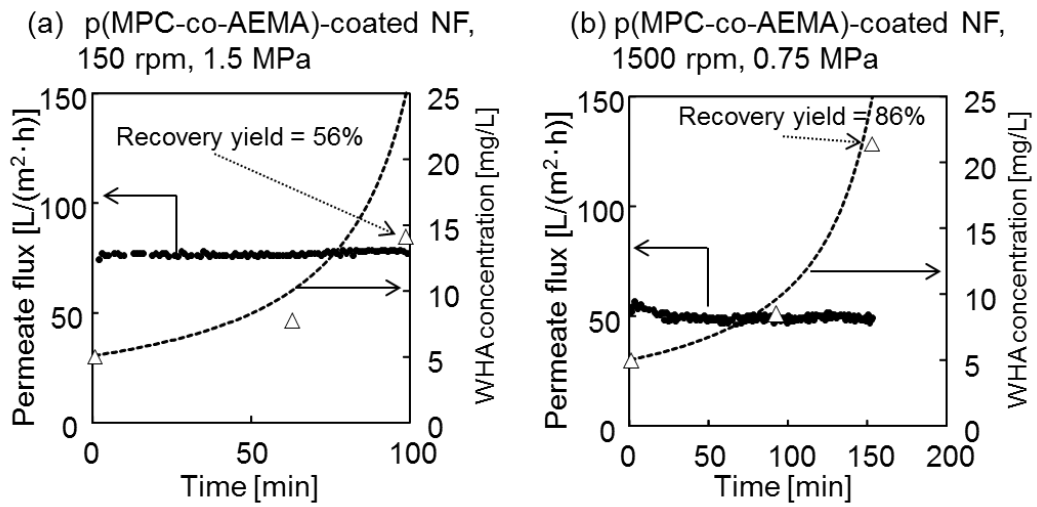 (a) p(MPC-co-AEMA)-coated NF,
150 rpm, 1.5 MPa
150
100
50
0
Permeate flux [L/(m²·h)]
Recovery yield = 56%
25
20
15
10
5
0
WHA concentration [mg/L]
0 50 100
Time [min]
(b) p(MPC-co-AEMA)-coated NF,
1500 rpm, 0.75 MPa
150
100
50
0
Permeate flux [L/(m²·h)]
Recovery yield = 86%
25
20
15
10
5
0
WHA concentration [mg/L]
0 50 100 150 200
Time [min]